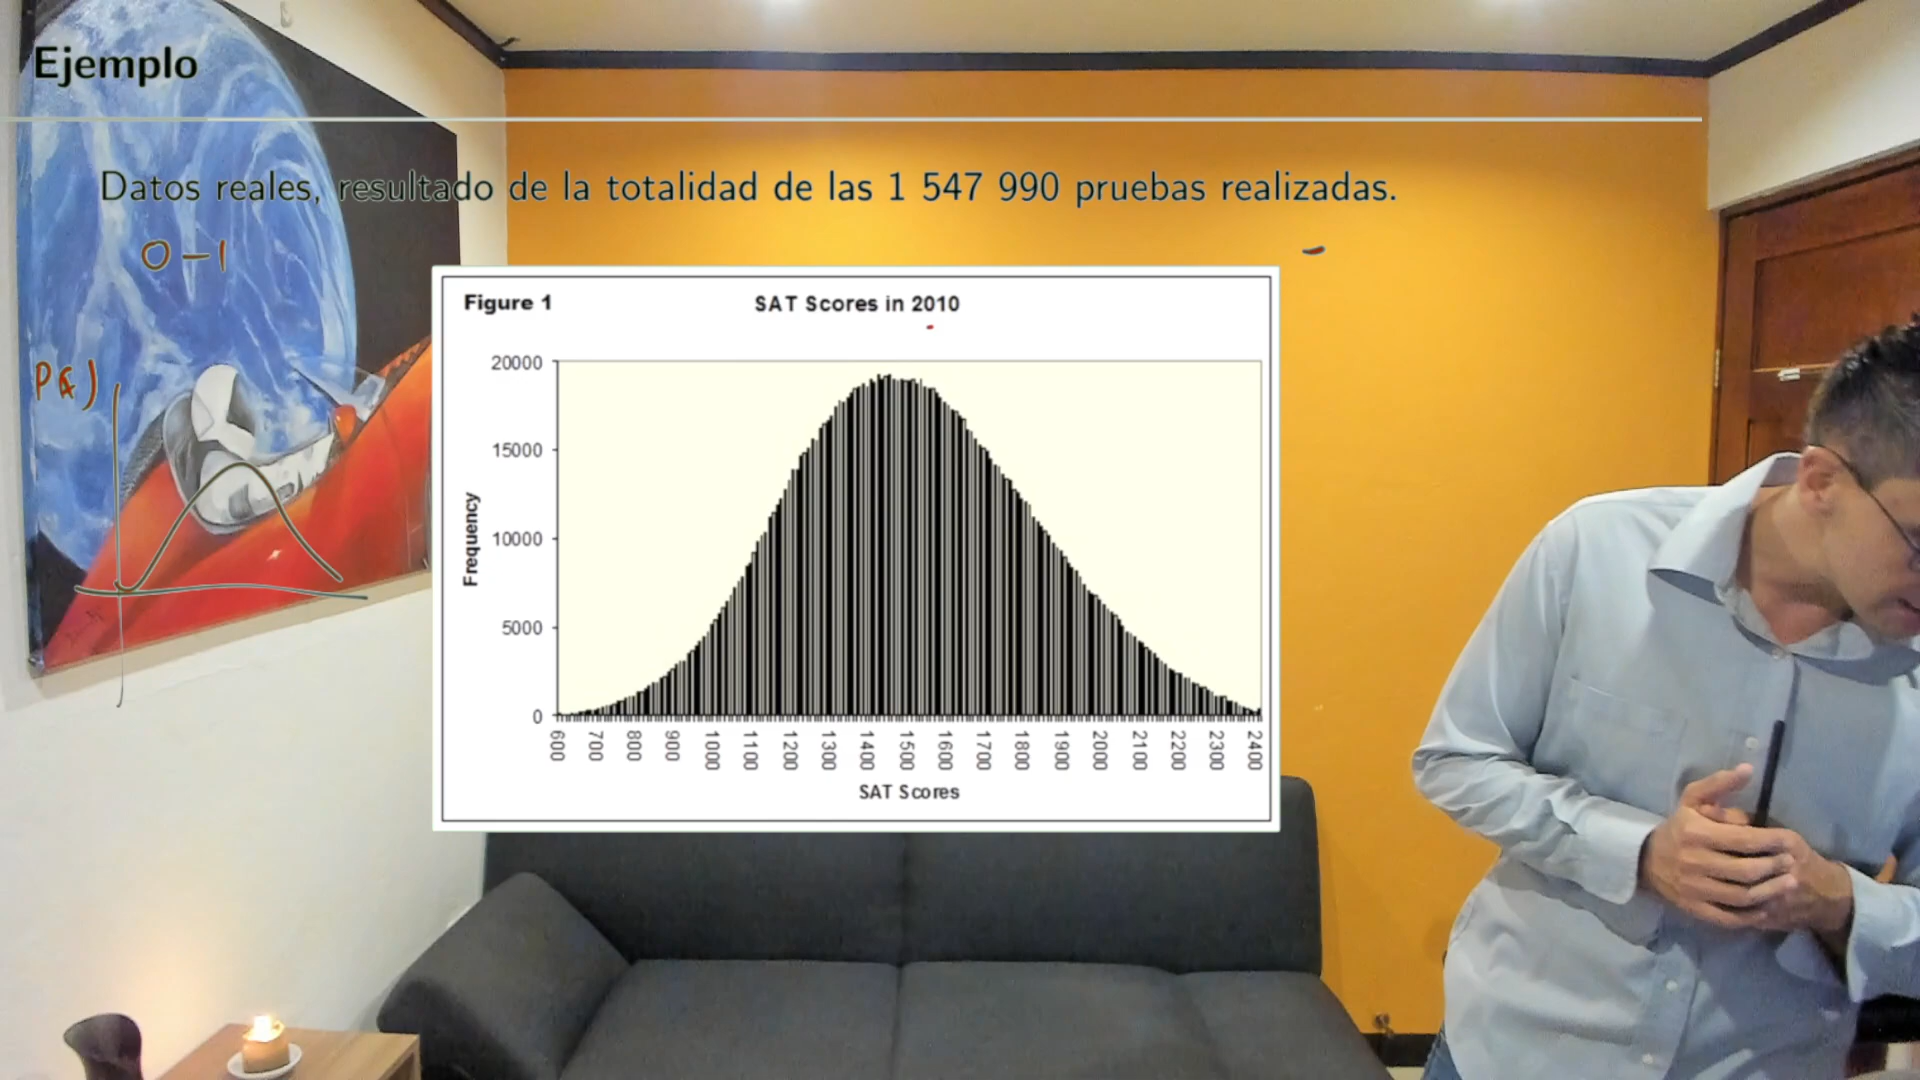 Ejemplo
Datos reales, resultado de la totalidad de las 1 547 990 pruebas realizadas.
0-1
P(x)
Figure 1
SAT Scores in 2010
20000
15000
10000
5000
0
Frequency
600 700 800 900 1000 1100 1200 1300 1400 1500 1600 1700 1800 1900 2000 2100 2200 2300 2400
SAT Scores